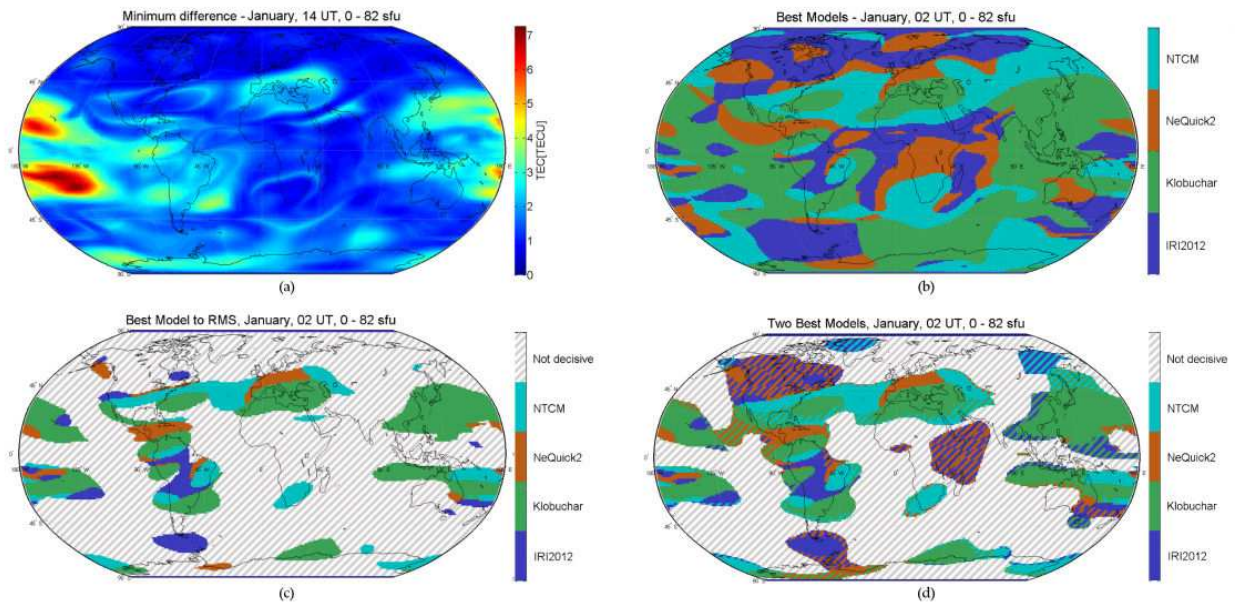 Minimum difference - January, 14 UT, 0 - 82 sfu
7
6
5
4
3
2
1
0
TEC[TECU]
(a)
Best Models - January, 02 UT, 0 - 82 sfu
NTCM
NeQuick2
Klobuchar
IRI2012
(b)
Best Model to RMS, January, 02 UT, 0 - 82 sfu
Not decisive
NTCM
NeQuick2
Klobuchar
IRI2012
(c)
Two Best Models, January, 02 UT, 0 - 82 sfu
Not decisive
NTCM
NeQuick2
Klobuchar
IRI2012
(d)